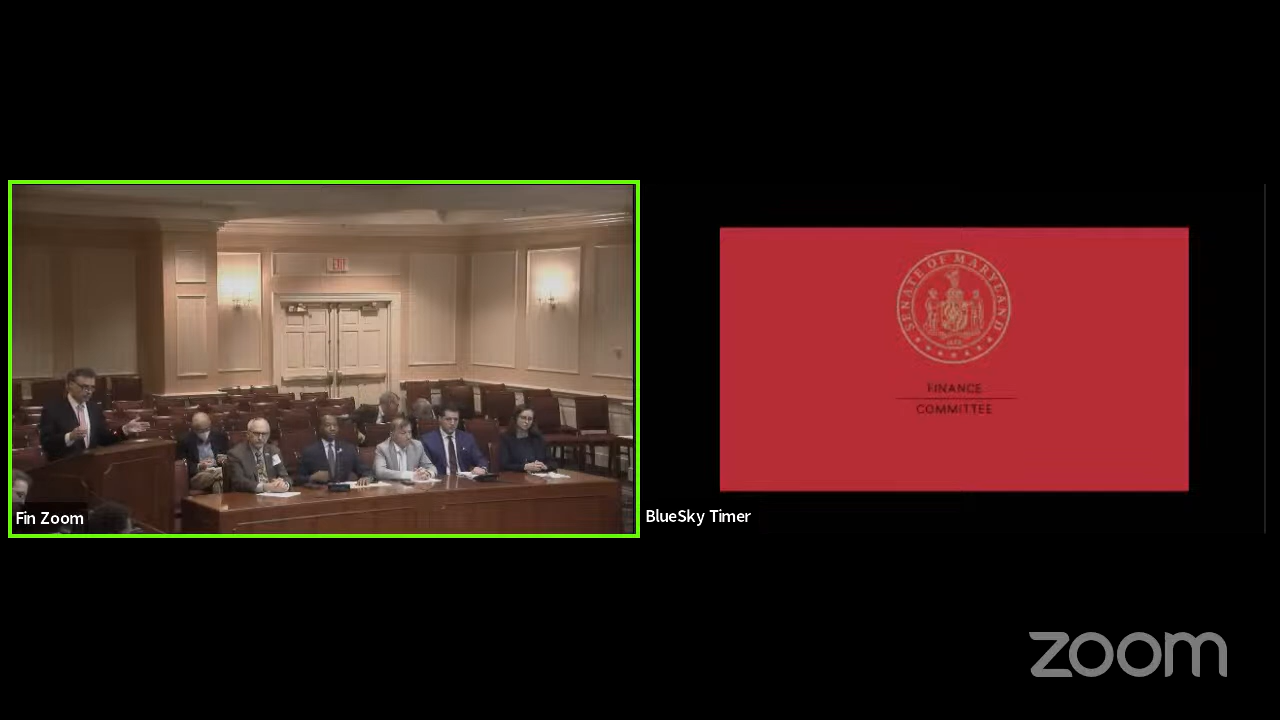 EXIT
SENATE OF MARYLAND
FINANCE
COMMITTEE
Fin Zoom
BlueSky Timer
zoom